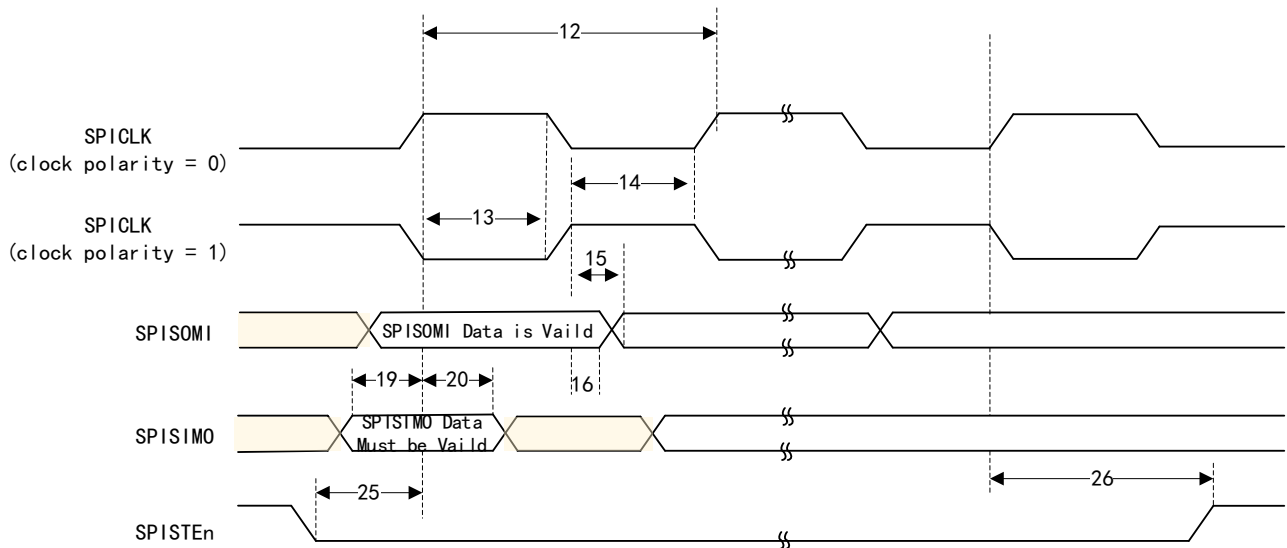 12
SPICLK
(clock polarity = 0)
14
13
SPICLK
(clock polarity = 1)
15
SPISOMI
SPISOMI Data is Vaild
19
20
16
SPISIMO
SPISIMO Data
Must be Vaild
25
26
SPISTEn